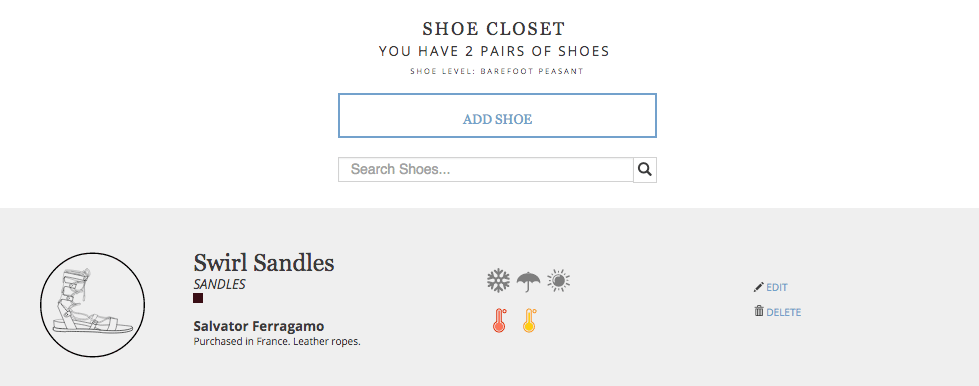 SHOE CLOSET
YOU HAVE 2 PAIRS OF SHOES
SHOE LEVEL: BAREFOOT PEASANT
ADD SHOE
Search Shoes...
Swirl Sandles
SANDLES
Salvator Ferragamo
Purchased in France. Leather ropes.
EDIT
DELETE